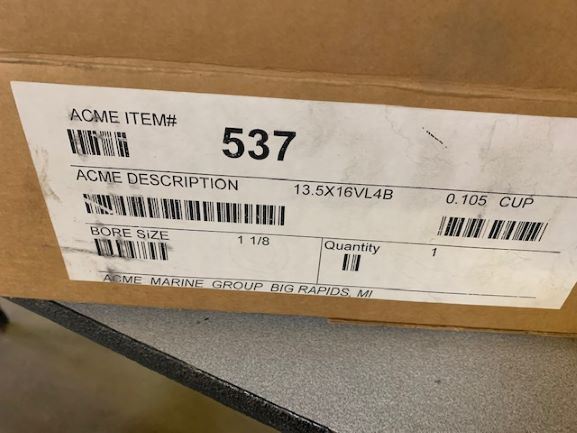 ACME ITEM#
537
ACME DESCRIPTION 13.5X16VL4B 0.105 CUP
BORE SIZE 1 1/8 Quantity 1
ACME MARINE GROUP BIG RAPIDS, MI